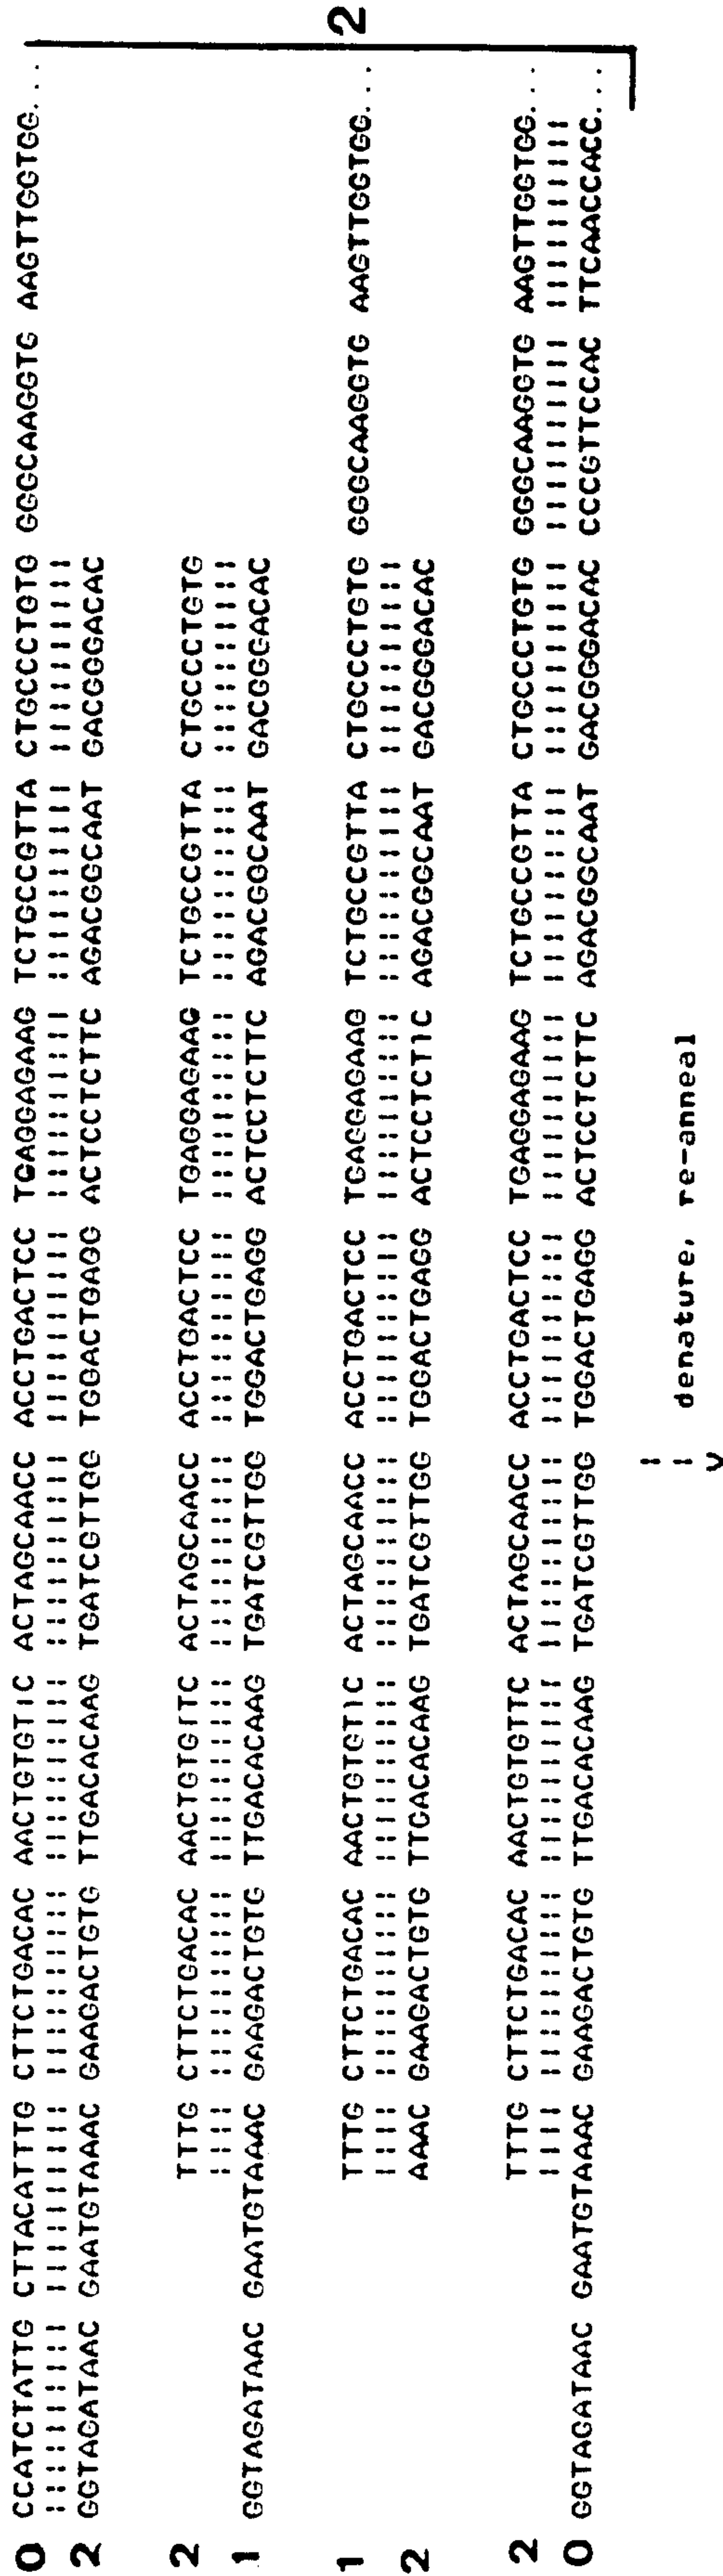 0 CCATCTATTG CTTACATTTG CTTCTGACAC AACTGTGTTC ACTAGCAACC ACCTGACTCC TGAGGAGAAG TCTGCCGTTA CTGCCCTGTG GGGCAAGGTG AAGTTGGTGG...
2 GGTAGATAAC GAATGTAAAC GAAGACTGTG TTGACACAAG TGATCGTTGG TGGACTGAGG ACTCCTCTTC AGACGGCAAT GACGGGACAC
2 TTTG CTTCTGACAC AACTGTGTTC ACTAGCAACC ACCTGACTCC TGAGGAGAAG TCTGCCGTTA CTGCCCTGTG
1 GGTAGATAAC GAATGTAAAC GAAGACTGTG TTGACACAAG TGATCGTTGG TGGACTGAGG ACTCCTCTTC AGACGGCAAT GACGGGACAC
1 TTTG CTTCTGACAC AACTGTGTTC ACTAGCAACC ACCTGACTCC TGAGGAGAAG TCTGCCGTTA CTGCCCTGTG GGGCAAGGTG AAGTTGGTGG...
2 AAAC GAAGACTGTG TTGACACAAG TGATCGTTGG TGGACTGAGG ACTCCTCTTC AGACGGCAAT GACGGGACAC
2 TTTG CTTCTGACAC AACTGTGTTC ACTAGCAACC ACCTGACTCC TGAGGAGAAG TCTGCCGTTA CTGCCCTGTG GGGCAAGGTG AAGTTGGTGG...
0 GGTAGATAAC GAATGTAAAC GAAGACTGTG TTGACACAAG TGATCGTTGG TGGACTGAGG ACTCCTCTTC AGACGGCAAT GACGGGACAC CCCGTTCCAC TTCAACCACC...
2
denature, re-anneal